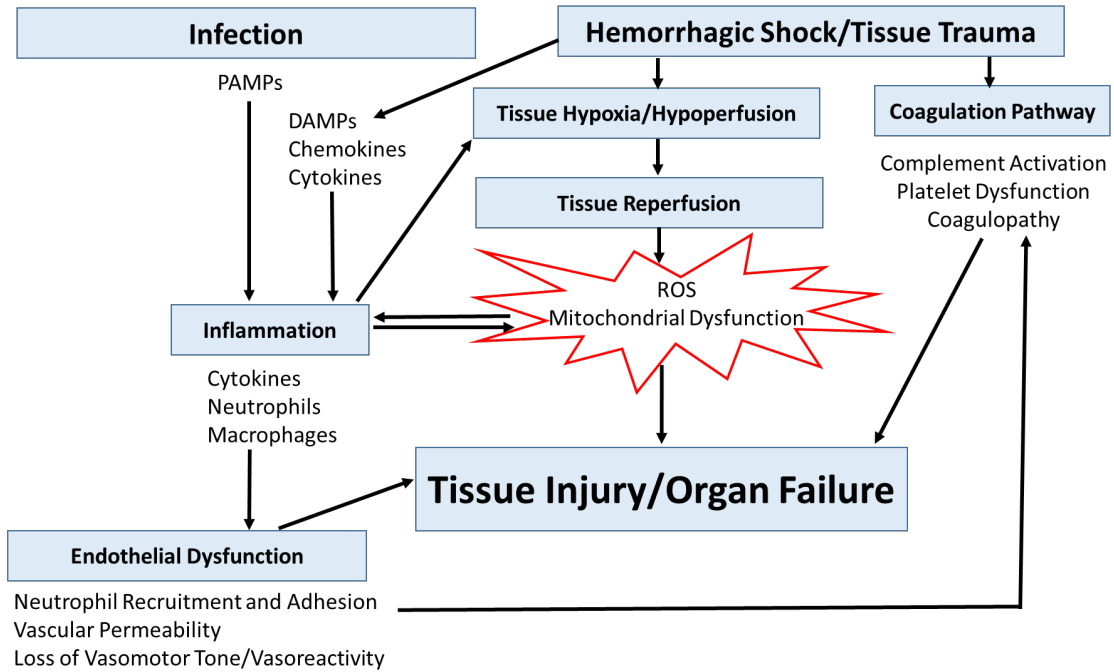 Infection
Hemorrhagic Shock/Tissue Trauma
PAMPs
Tissue Hypoxia/Hypoperfusion
Coagulation Pathway
DAMPs
Chemokines
Cytokines
Complement Activation
Platelet Dysfunction
Coagulopathy
Tissue Reperfusion
ROS
Mitochondrial Dysfunction
Inflammation
Cytokines
Neutrophils
Macrophages
Tissue Injury/Organ Failure
Endothelial Dysfunction
Neutrophil Recruitment and Adhesion
Vascular Permeability
Loss of Vasomotor Tone/Vasoreactivity